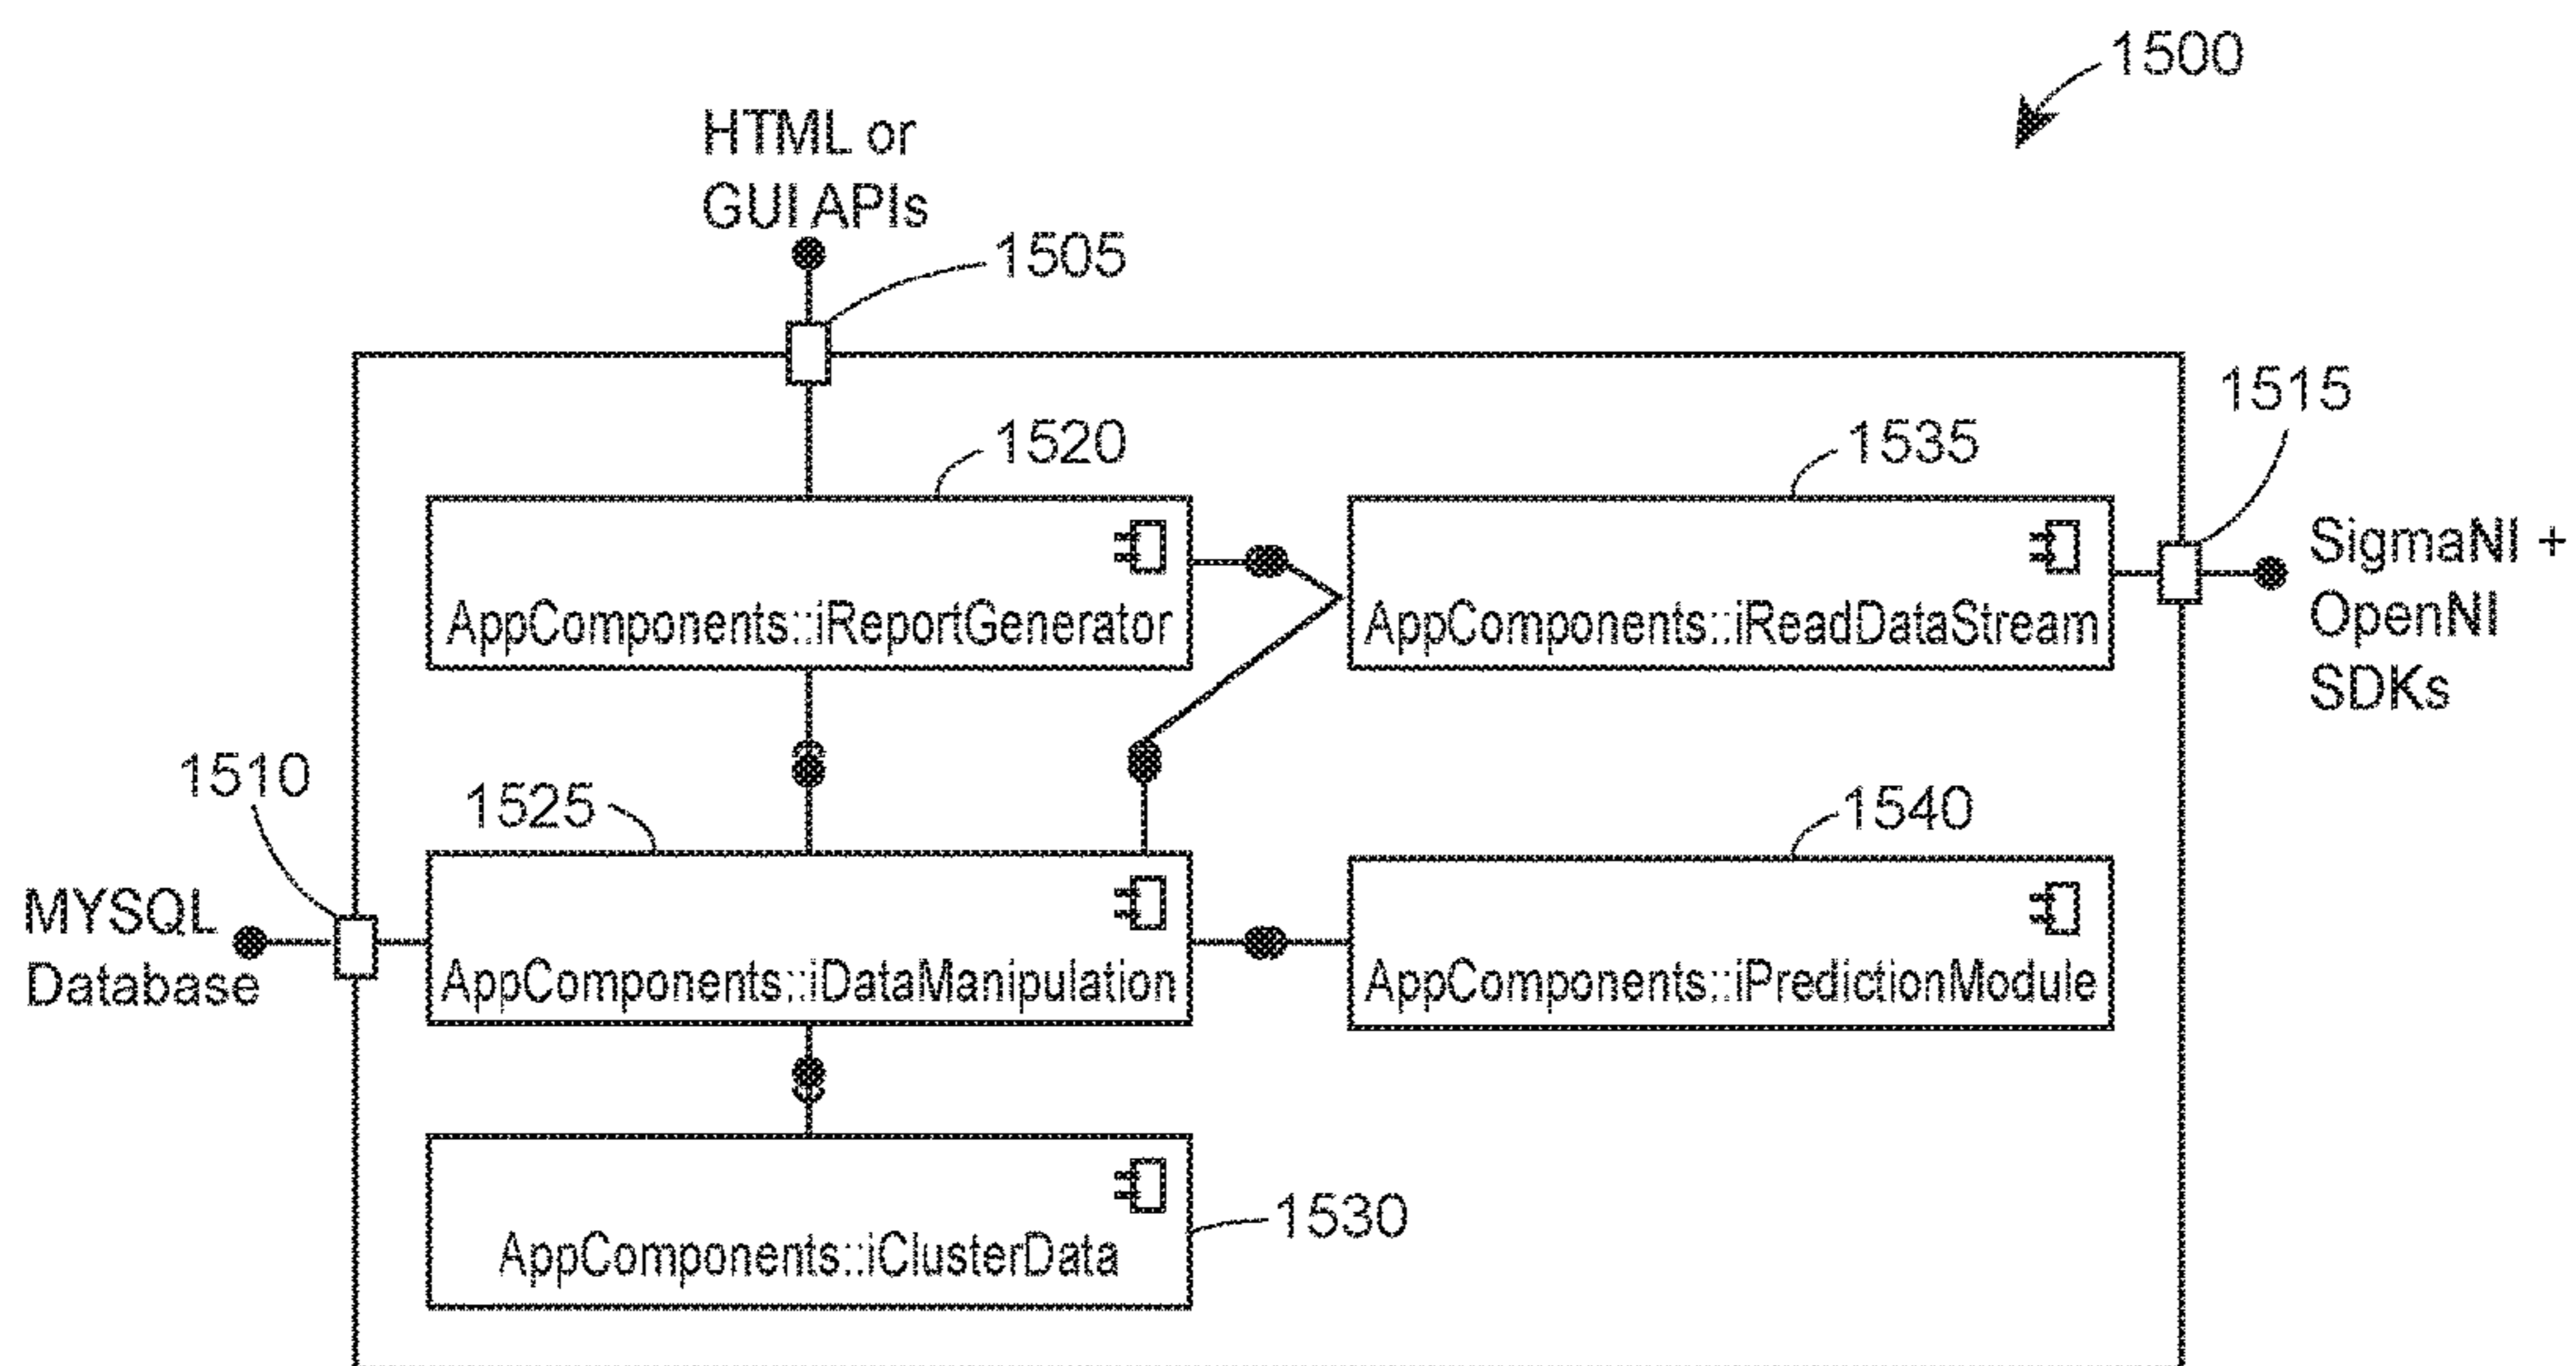 1500
HTML or
GUI APIs
1505
1515
1520
1535
SigmaNI +
OpenNI
SDKs
AppComponents::iReportGenerator
AppComponents::iReadDataStream
1510
1525
1540
MYSQL
Database
AppComponents::iDataManipulation
AppComponents::iPredictionModule
1530
AppComponents::iClusterData